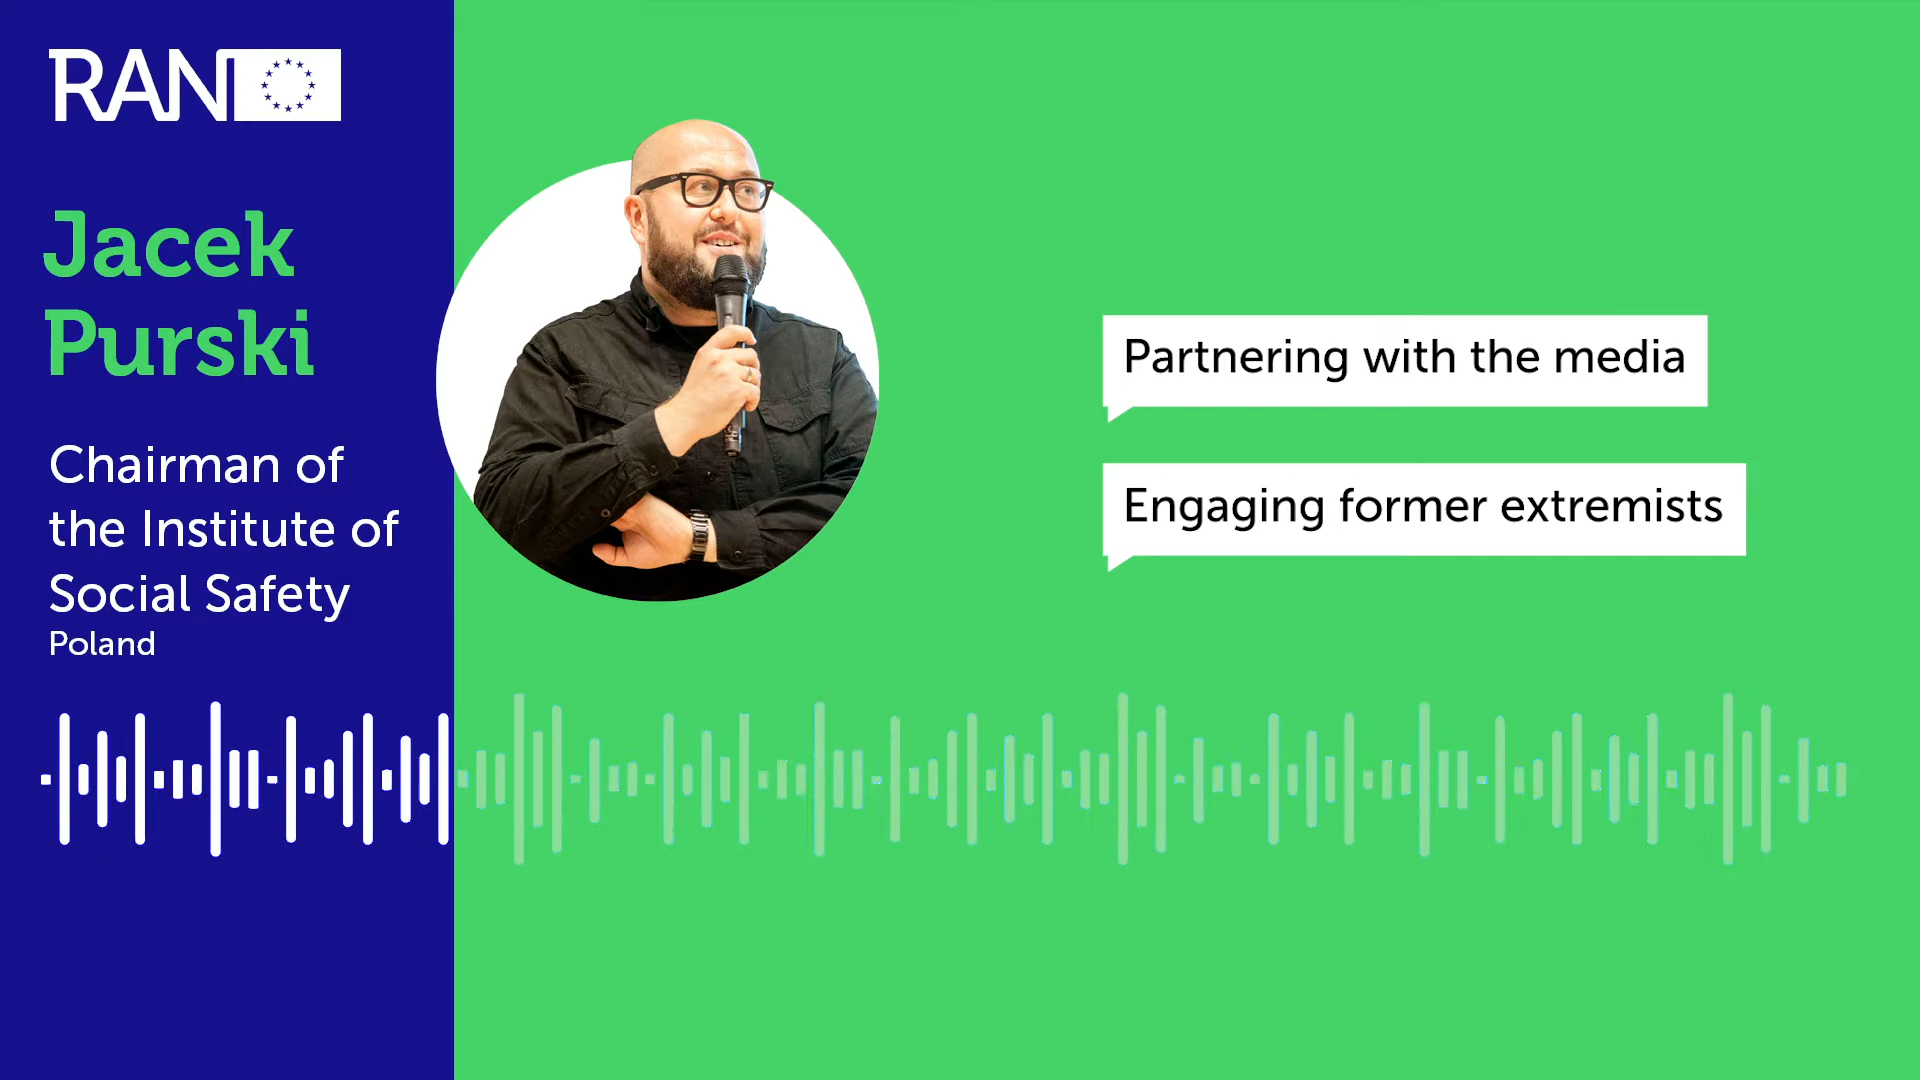 RAN
Jacek
Purski
Chairman of
the Institute of
Social Safety
Poland
Partnering with the media
Engaging former extremists